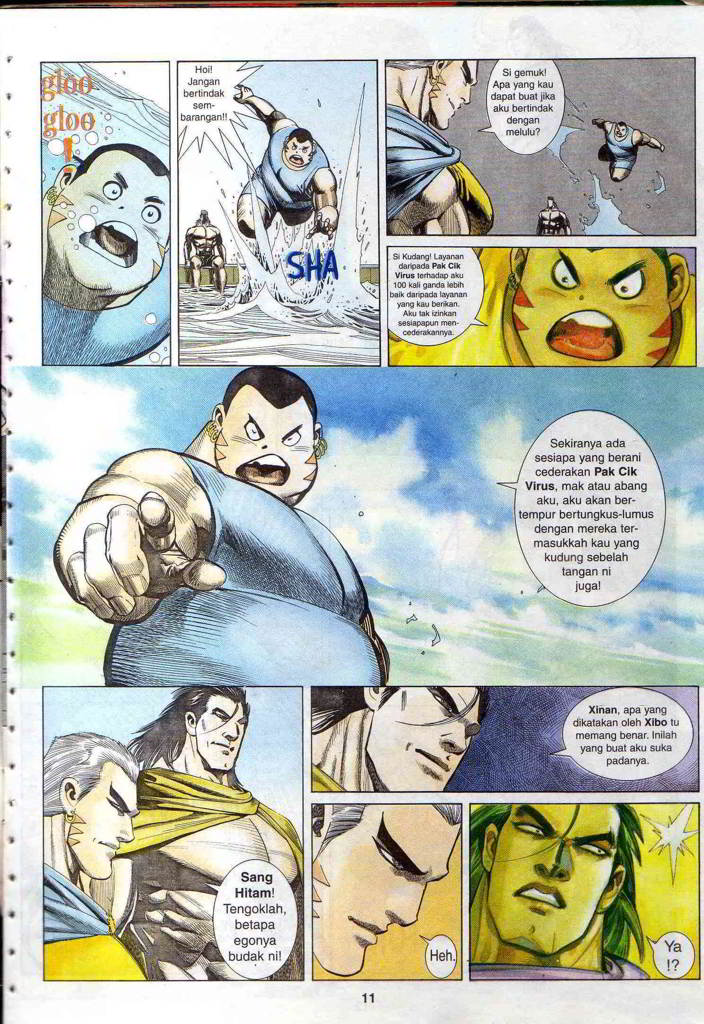 gloo
gloo
!
Hoi!
Jangan
bertindak
sem-
barangan!!
SHA
Si gemuk!
Apa yang kau
dapat buat jika
aku bertindak
dengan
melulu?
Si Kudang! Layanan
daripada Pak Cik
Virus terhadap aku
100 kali ganda lebih
baik daripada layanan
yang kau berikan.
Aku tak izinkan
sesiapapun men-
cederakannya.
Sekiranya ada
sesiapa yang berani
cederakan Pak Cik
Virus, mak atau abang
aku, aku akan ber-
tempur bertungkus-lumus
dengan mereka ter-
masukkah kau yang
kudung sebelah
tangan ni
juga!
Sang
Hitam!
Tengoklah,
betapa
egonya
budak ni!
Xinan, apa yang
dikatakan oleh Xibo tu
memang benar. Inilah
yang buat aku suka
padanya.
Heh.
Ya
!?
11